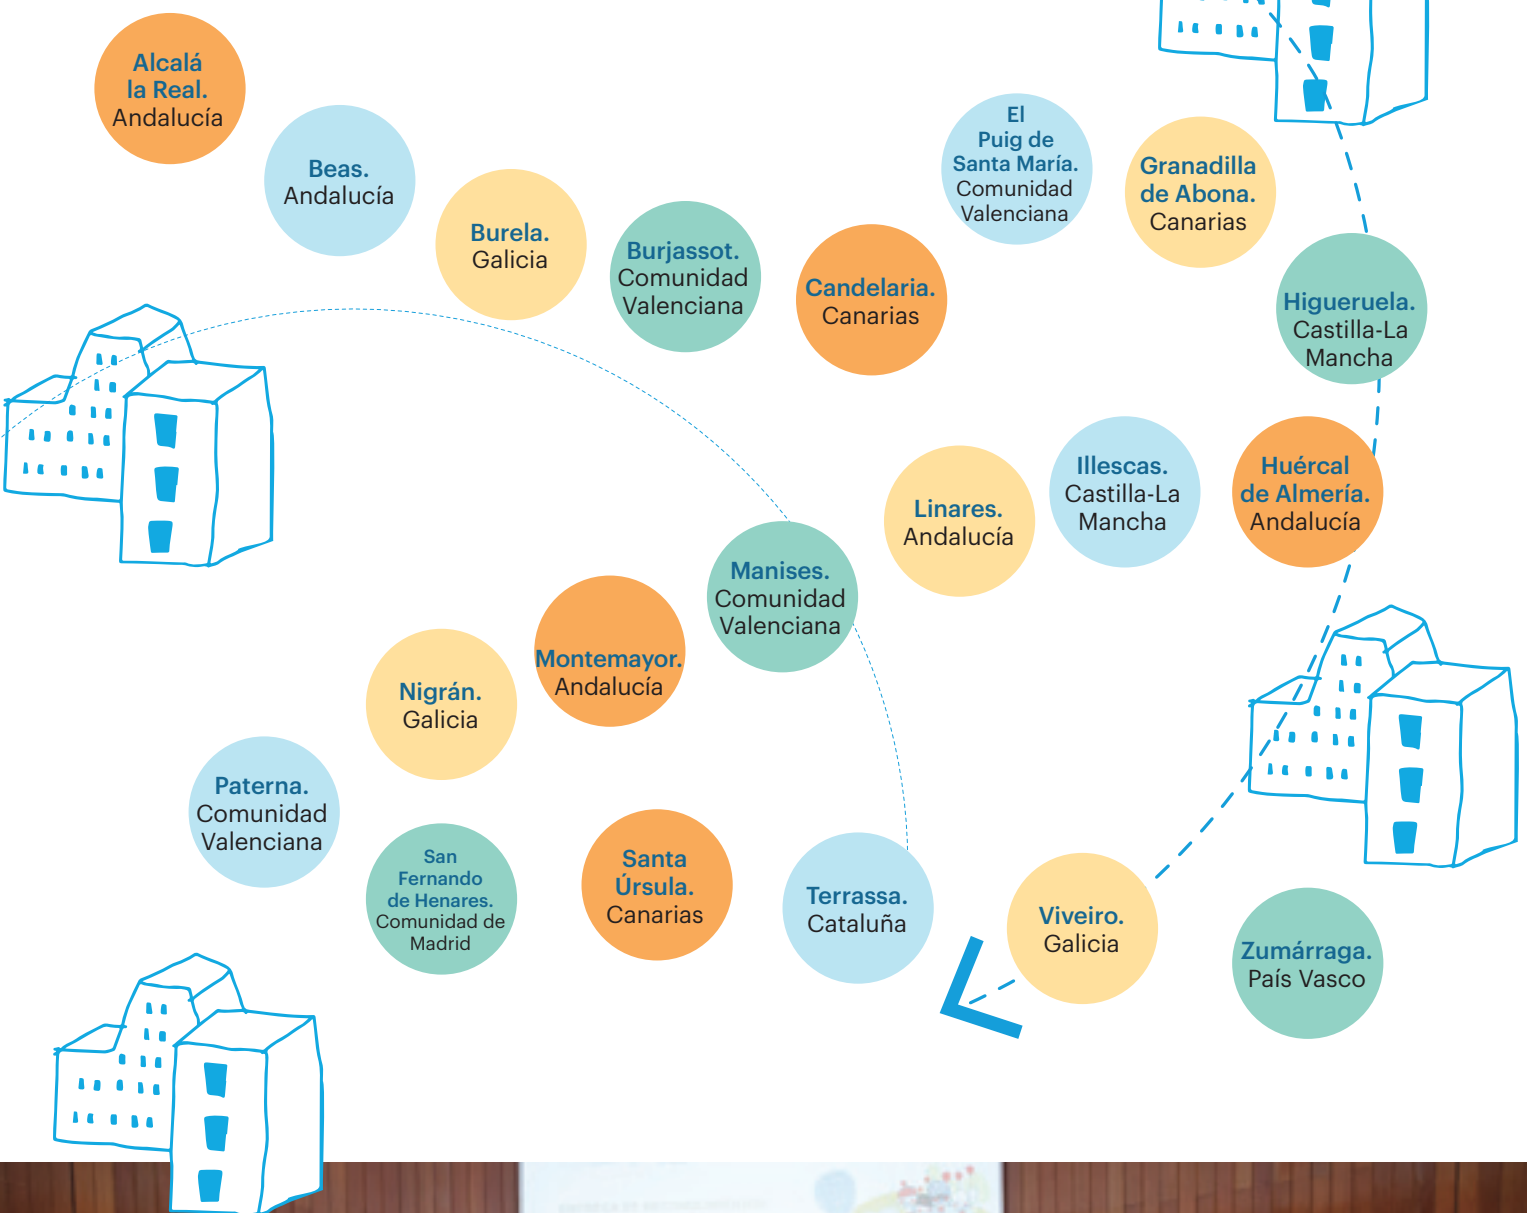 Alcalá
la Real.
Andalucía
Beas.
Andalucía
Burela.
Galicia
Burjassot.
Comunidad
Valenciana
Candelaria.
Canarias
El
Puig de
Santa María.
Comunidad
Valenciana
Granadilla
de Abona.
Canarias
Higueruela.
Castilla-La
Mancha
Huércal
de Almería.
Andalucía
Illescas.
Castilla-La
Mancha
Linares.
Andalucía
Manises.
Comunidad
Valenciana
Montemayor.
Andalucía
Nigrán.
Galicia
Paterna.
Comunidad
Valenciana
San
Fernando
de Henares.
Comunidad de
Madrid
Santa
Úrsula.
Canarias
Terrassa.
Cataluña
Viveiro.
Galicia
Zumárraga.
País Vasco